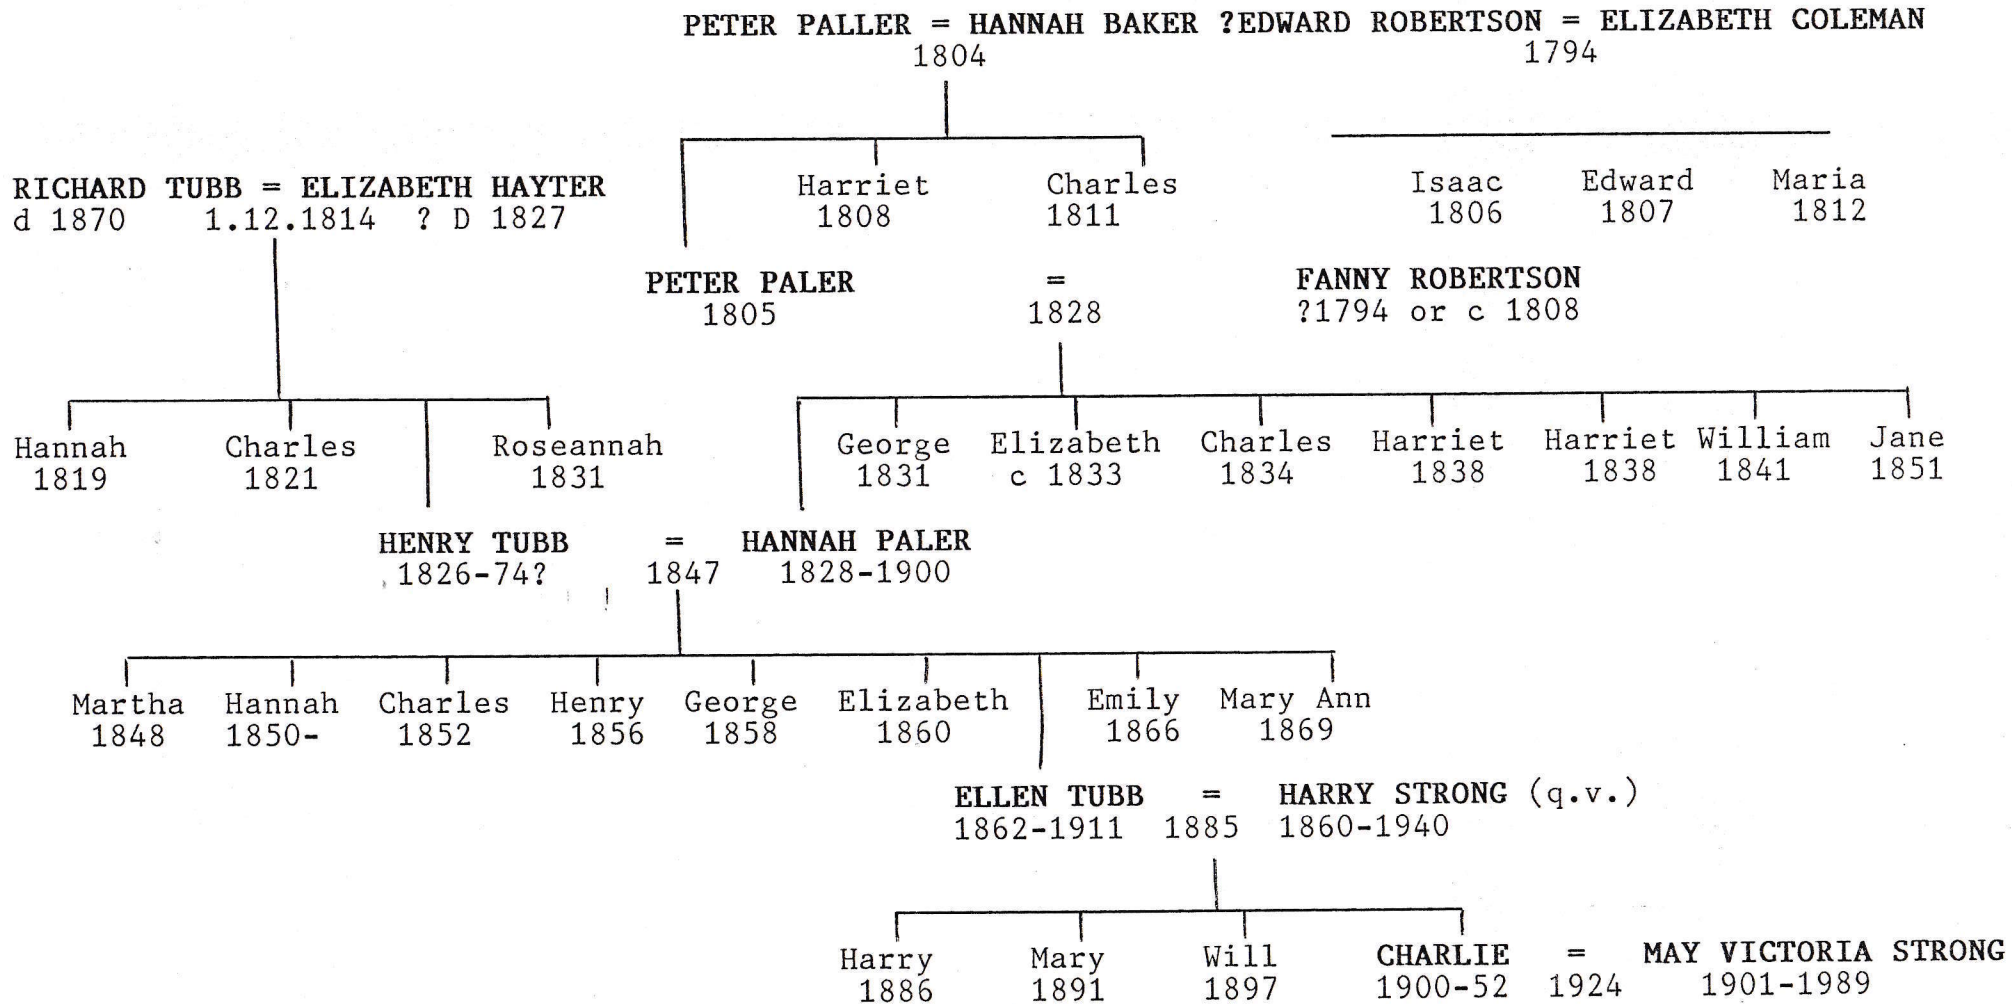 PETER PALLER = HANNAH BAKER ?EDWARD ROBERTSON = ELIZABETH COLEMAN
1804 1794
RICHARD TUBB = ELIZABETH HAYTER Harriet Charles Isaac Edward Maria
d 1870 1.12.1814 ? D 1827 1808 1811 1806 1807 1812
PETER PALER = FANNY ROBERTSON
1805 1828 ?1794 or c 1808
Hannah Charles Roseannah George Elizabeth Charles Harriet Harriet William Jane
1819 1821 1831 1831 c 1833 1834 1838 1838 1841 1851
HENRY TUBB = HANNAH PALER
1826-74? 1847 1828-1900
Martha Hannah Charles Henry George Elizabeth Emily Mary Ann
1848 1850- 1852 1856 1858 1860 1866 1869
ELLEN TUBB = HARRY STRONG (q.v.)
1862-1911 1885 1860-1940
Harry Mary Will CHARLIE = MAY VICTORIA STRONG
1886 1891 1897 1900-52 1924 1901-1989